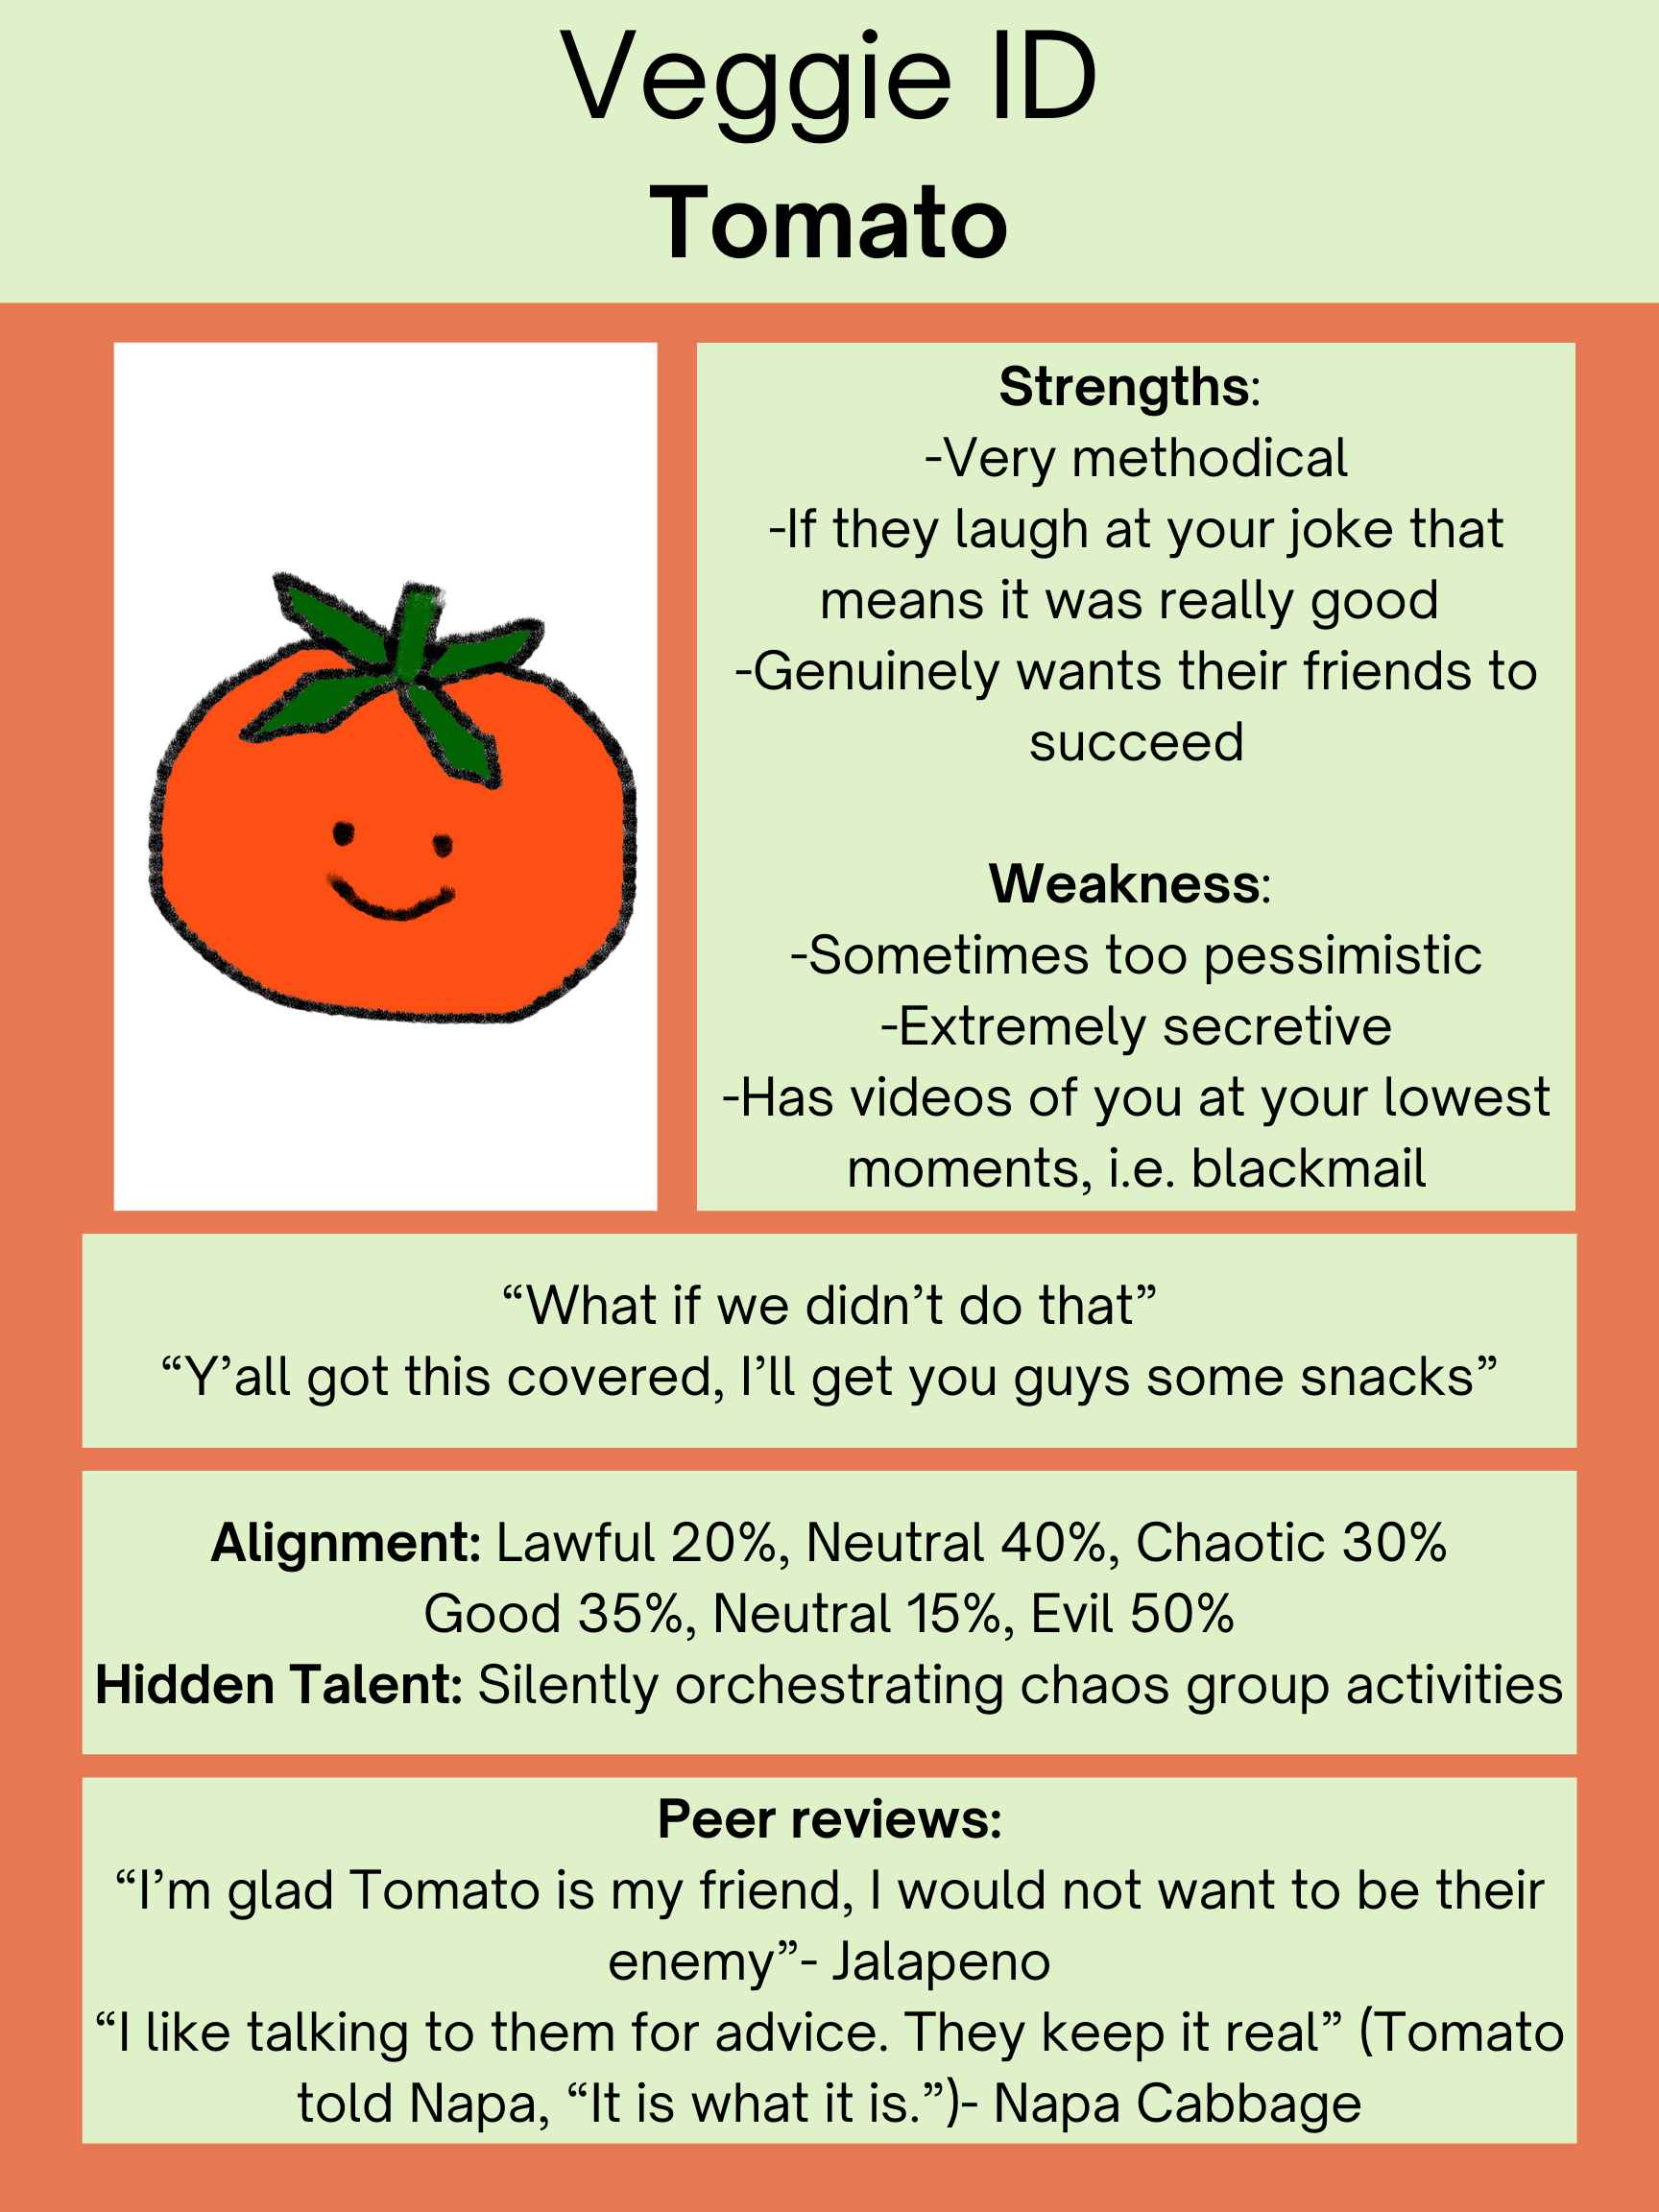 Veggie ID
Tomato
Strengths:
-Very methodical
-If they laugh at your joke that
means it was really good
-Genuinely wants their friends to
succeed
Weakness:
-Sometimes too pessimistic
-Extremely secretive
-Has videos of you at your lowest
moments, i.e. blackmail
“What if we didn’t do that”
“Y’all got this covered, I’ll get you guys some snacks”
Alignment: Lawful 20%, Neutral 40%, Chaotic 30%
Good 35%, Neutral 15%, Evil 50%
Hidden Talent: Silently orchestrating chaos group activities
Peer reviews:
“I’m glad Tomato is my friend, I would not want to be their
enemy”- Jalapeno
“I like talking to them for advice. They keep it real” (Tomato
told Napa, “It is what it is.”)- Napa Cabbage